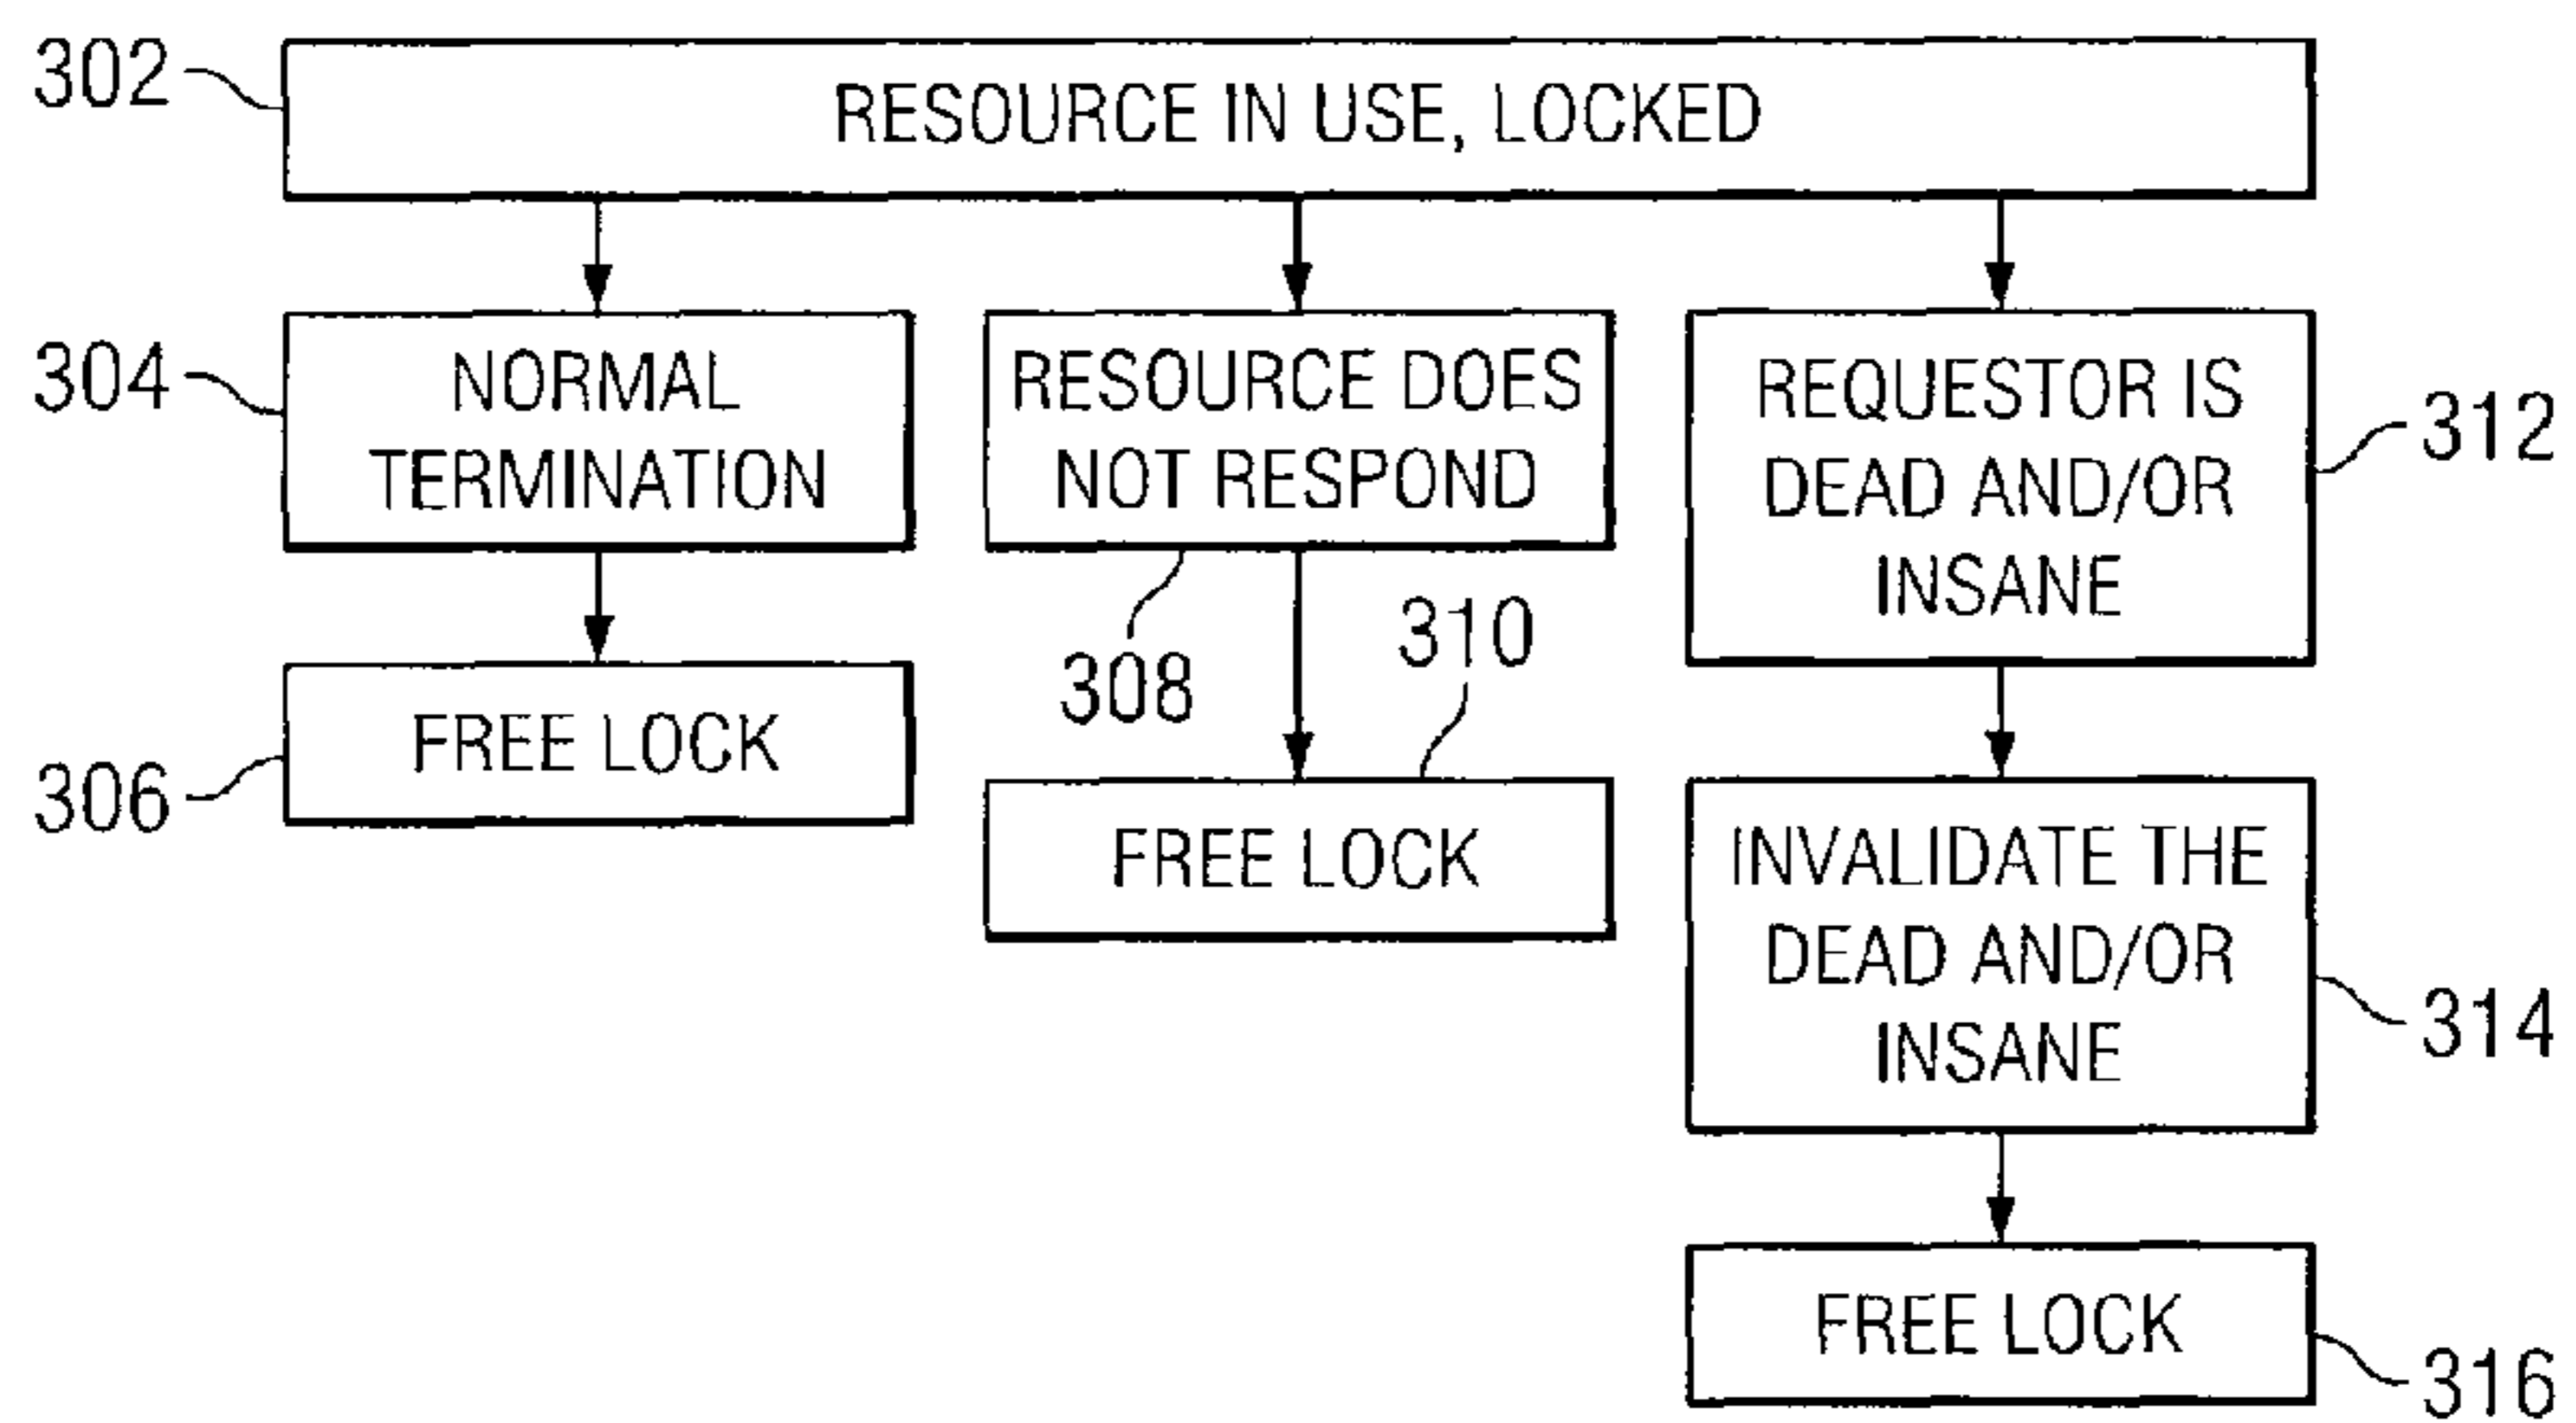 302
RESOURCE IN USE, LOCKED
304
NORMAL
TERMINATION
RESOURCE DOES
NOT RESPOND
308
REQUESTOR IS
DEAD AND/OR
INSANE
312
306
FREE LOCK
310
FREE LOCK
INVALIDATE THE
DEAD AND/OR
INSANE
314
FREE LOCK
316